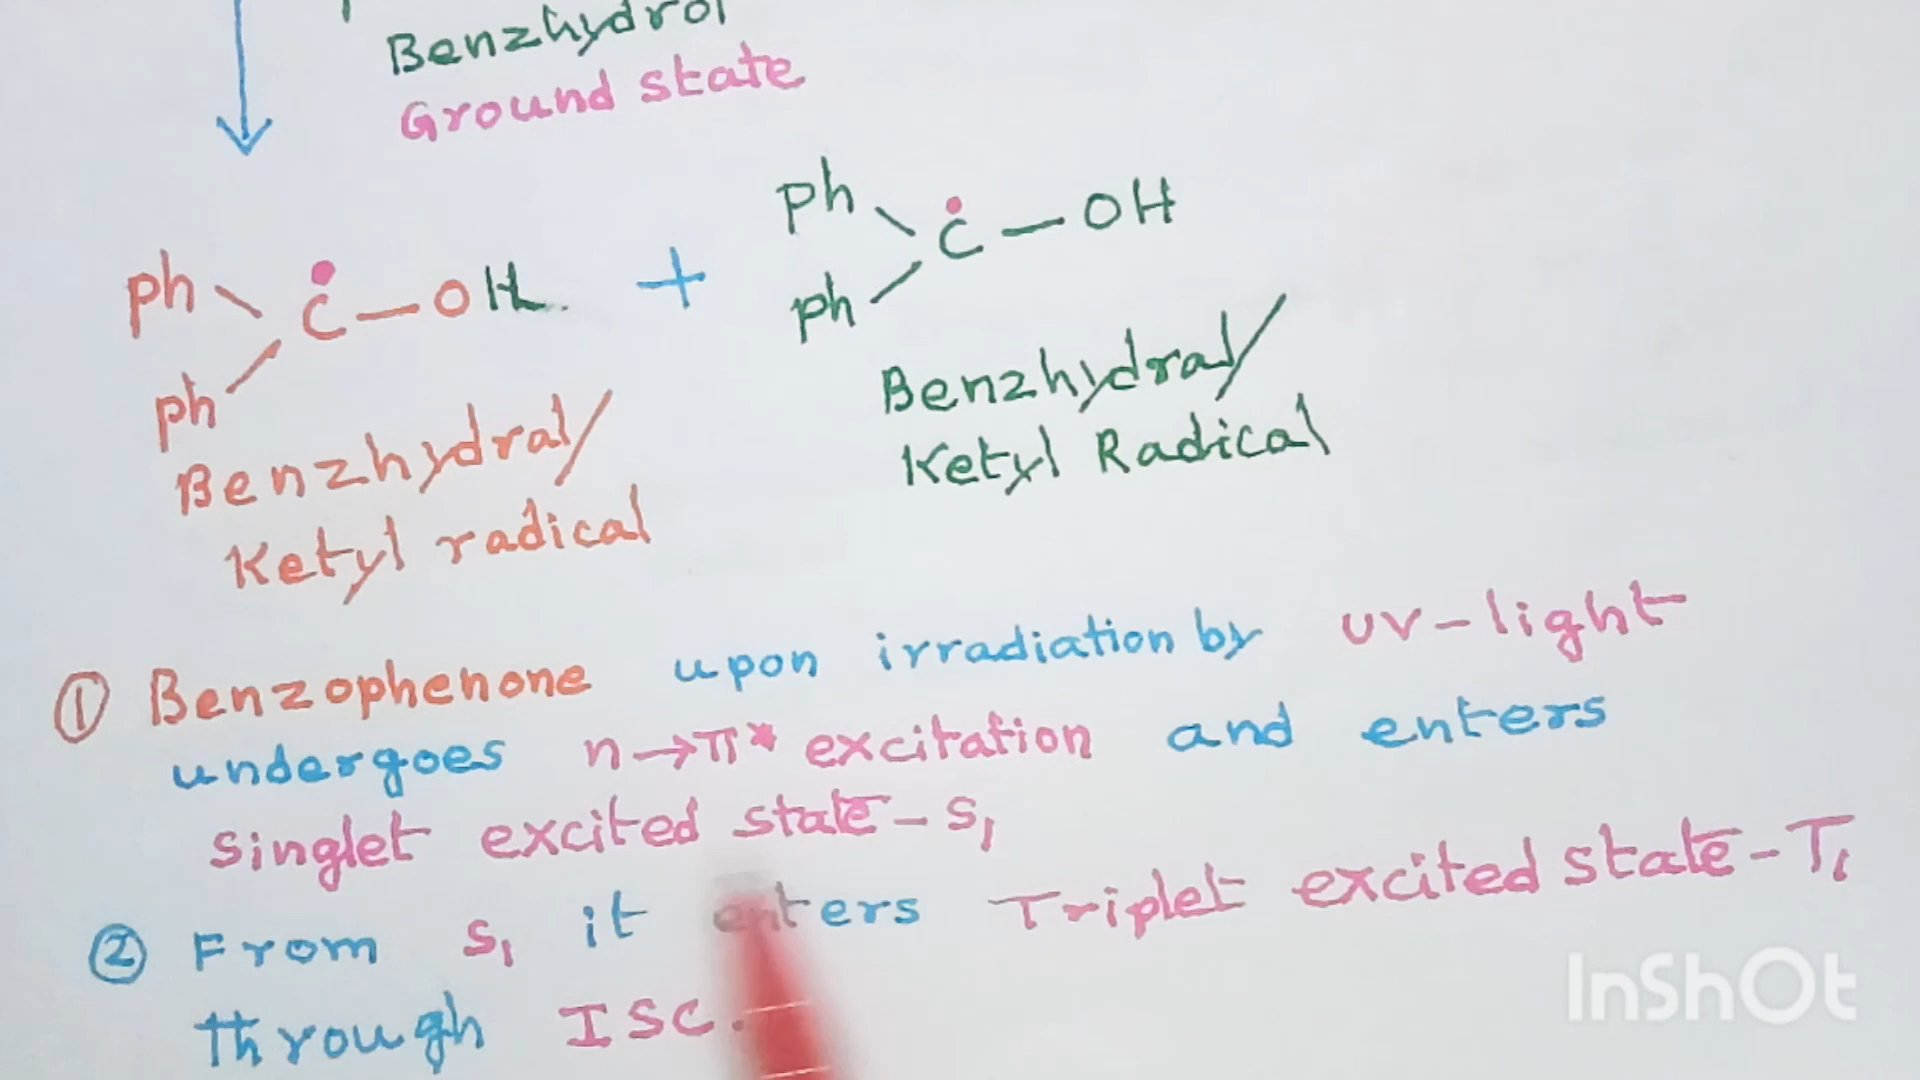 Benzhydrol
Ground state
Ph
Ph
Ċ — OH
+
Ph
Ph
Ċ — OH
Benzhydral/
Ketyl radical
Benzhydral/
Ketyl Radical
① Benzophenone upon irradiation by UV-light
undergoes n→π* excitation and enters
singlet excited state - S₁
② From S₁ it enters Triplet excited state - T₁
through ISC.
InShOt